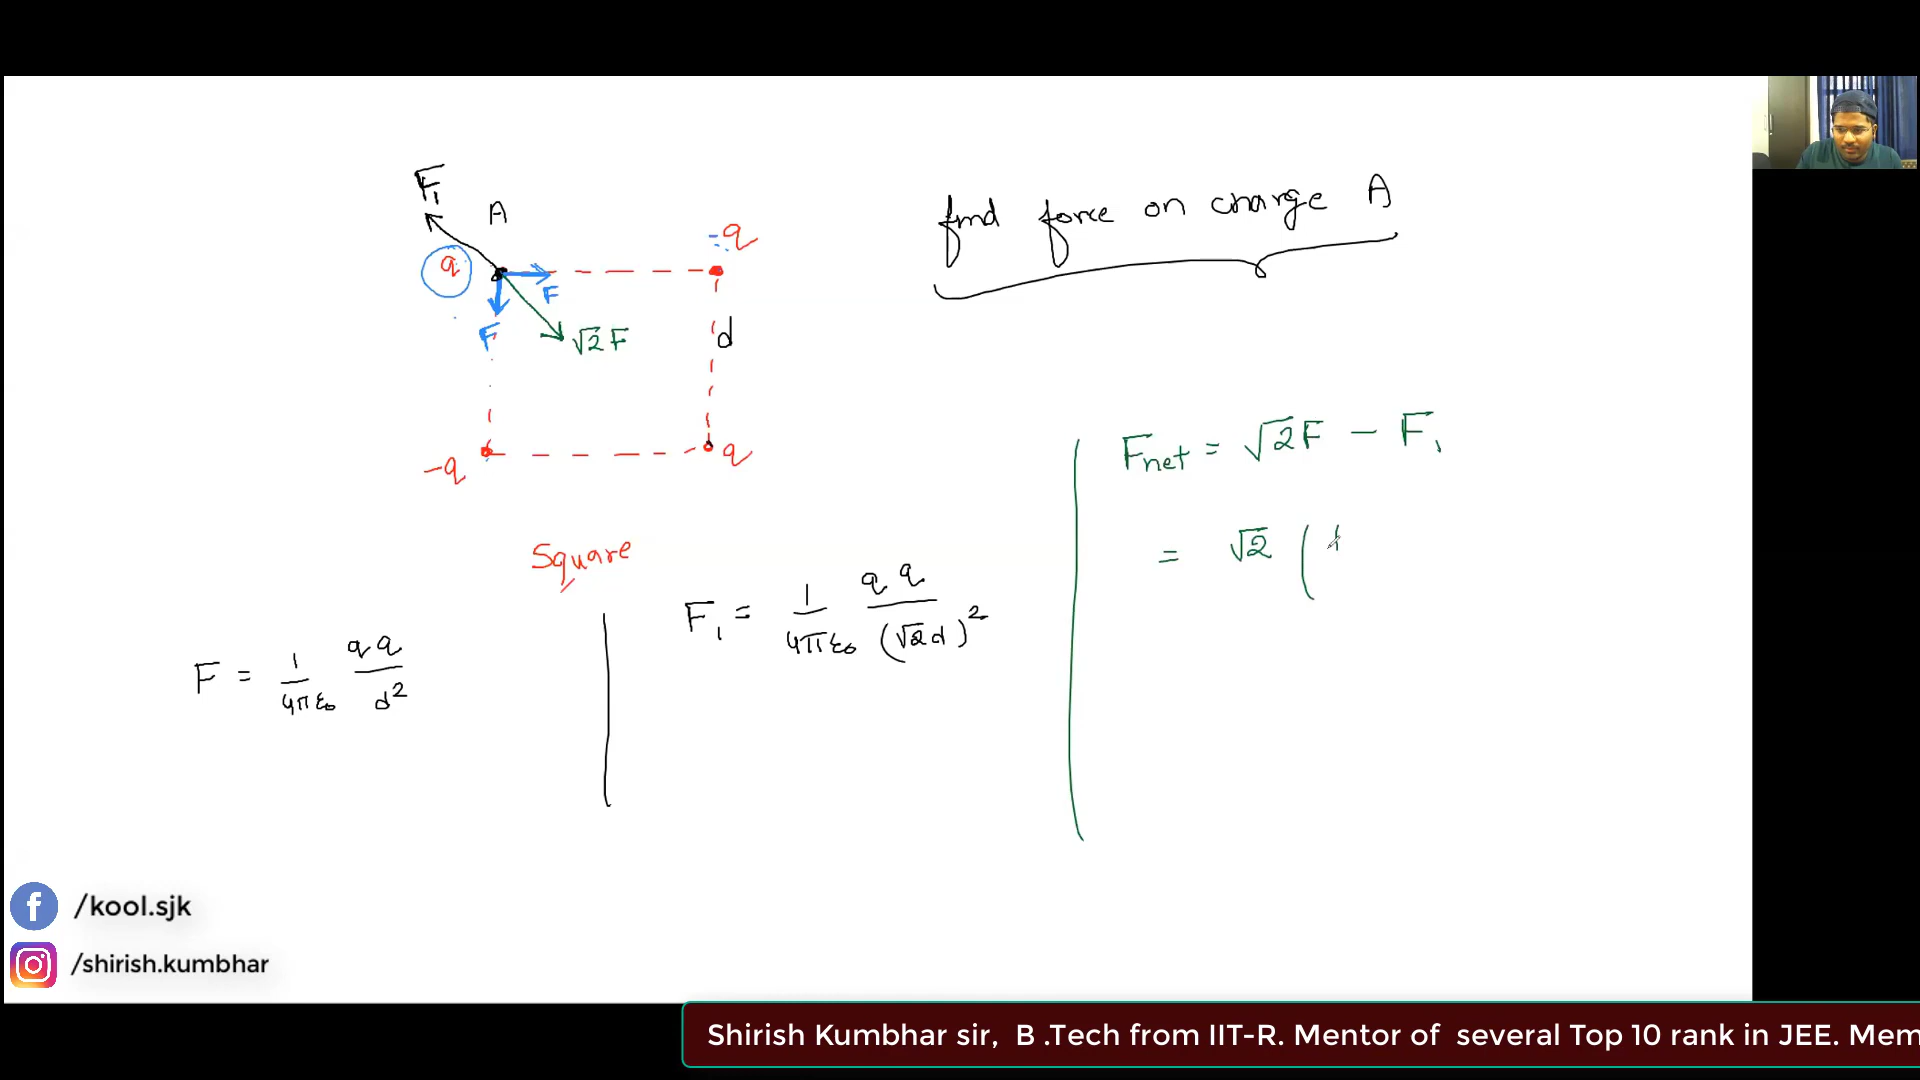 F₁
A
find force on charge A
q
-q
F
F
√2 F
d
-q
q
Fnet = √2F - F₁
= √2 (
Square
F₁ = 1/4πε₀ q q/(√2d)²
F = 1/4πε₀ qq/d²
/kool.sjk
/shirish.kumbhar
Shirish Kumbhar sir, B .Tech from IIT-R. Mentor of several Top 10 rank in JEE. Mem